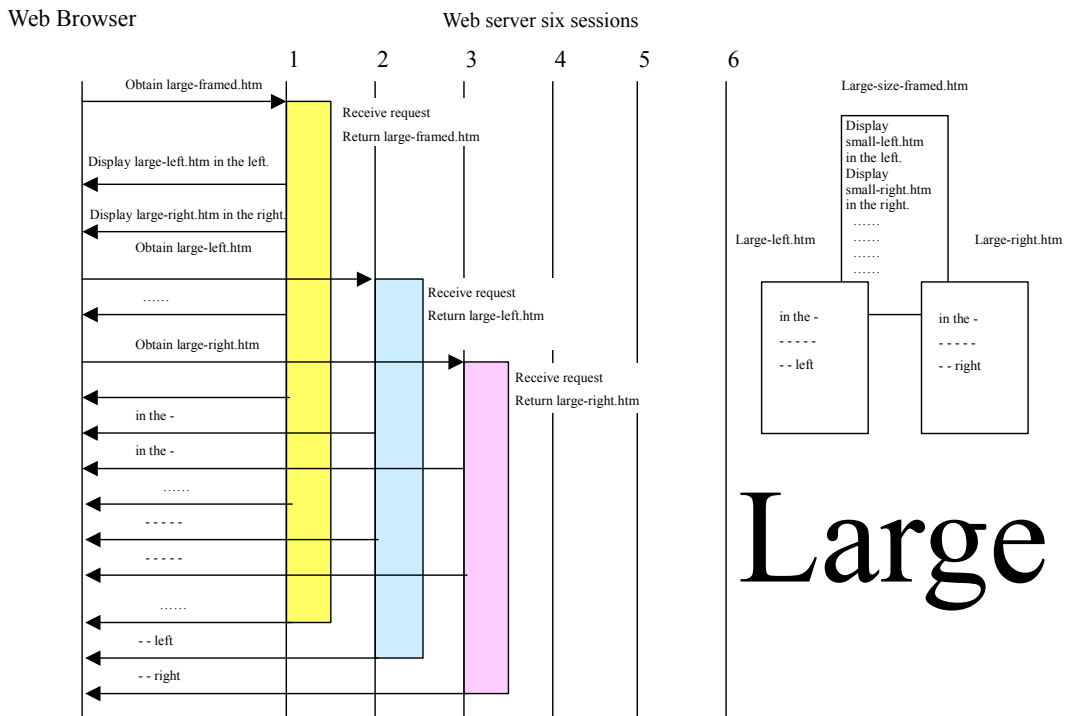 Web Browser
Web server six sessions
1 2 3 4 5 6
Obtain large-framed.htm
Receive request
Return large-framed.htm
Display large-left.htm in the left.
Display large-right.htm in the right.
Obtain large-left.htm
Receive request
Return large-left.htm
......
Obtain large-right.htm
Receive request
Return large-right.htm
in the -
in the -
......
- - - - -
- - - - -
......
- - left
- - right
Large-size-framed.htm
Display
small-left.htm
in the left.
Display
small-right.htm
in the right.
......
......
......
......
Large-left.htm
Large-right.htm
in the -
- - - - -
- - left
in the -
- - - - -
- - right
Large